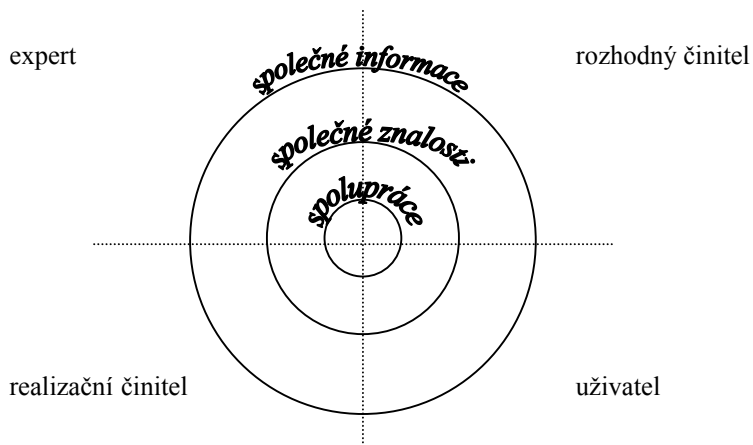 expert
rozhodný činitel
společné informace
společné znalosti
spolupráce
realizační činitel
uživatel